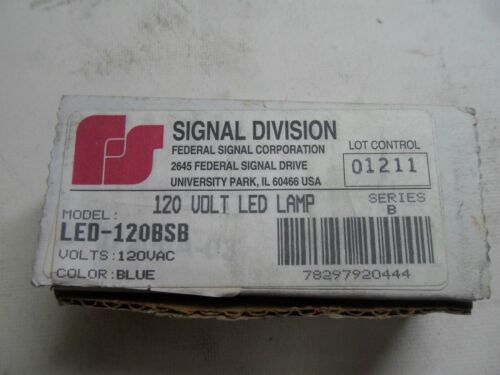 SIGNAL DIVISION
FEDERAL SIGNAL CORPORATION
2645 FEDERAL SIGNAL DRIVE
UNIVERSITY PARK, IL 60466 USA
LOT CONTROL
01211
120 VOLT LED LAMP
SERIES
B
MODEL:
LED-120BSB
VOLTS:120VAC
COLOR:BLUE
78297920444